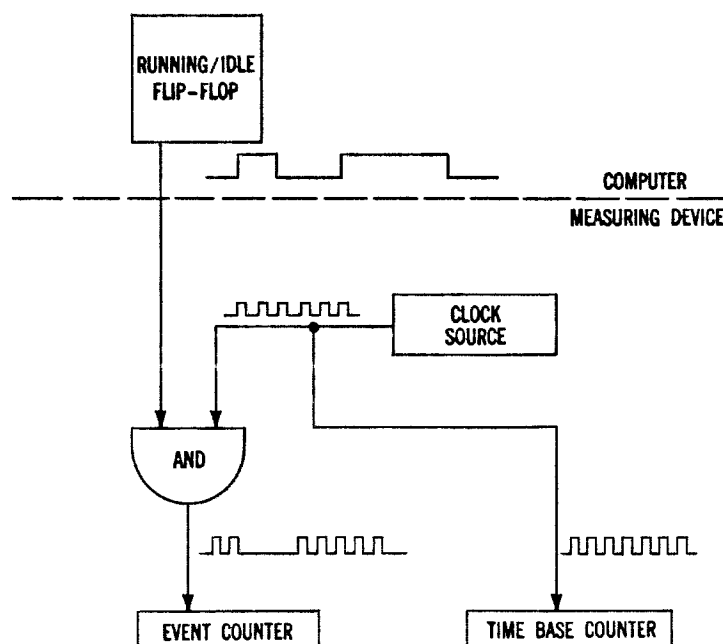 RUNNING/IDLE
FLIP-FLOP
COMPUTER
MEASURING DEVICE
CLOCK
SOURCE
AND
EVENT COUNTER
TIME BASE COUNTER